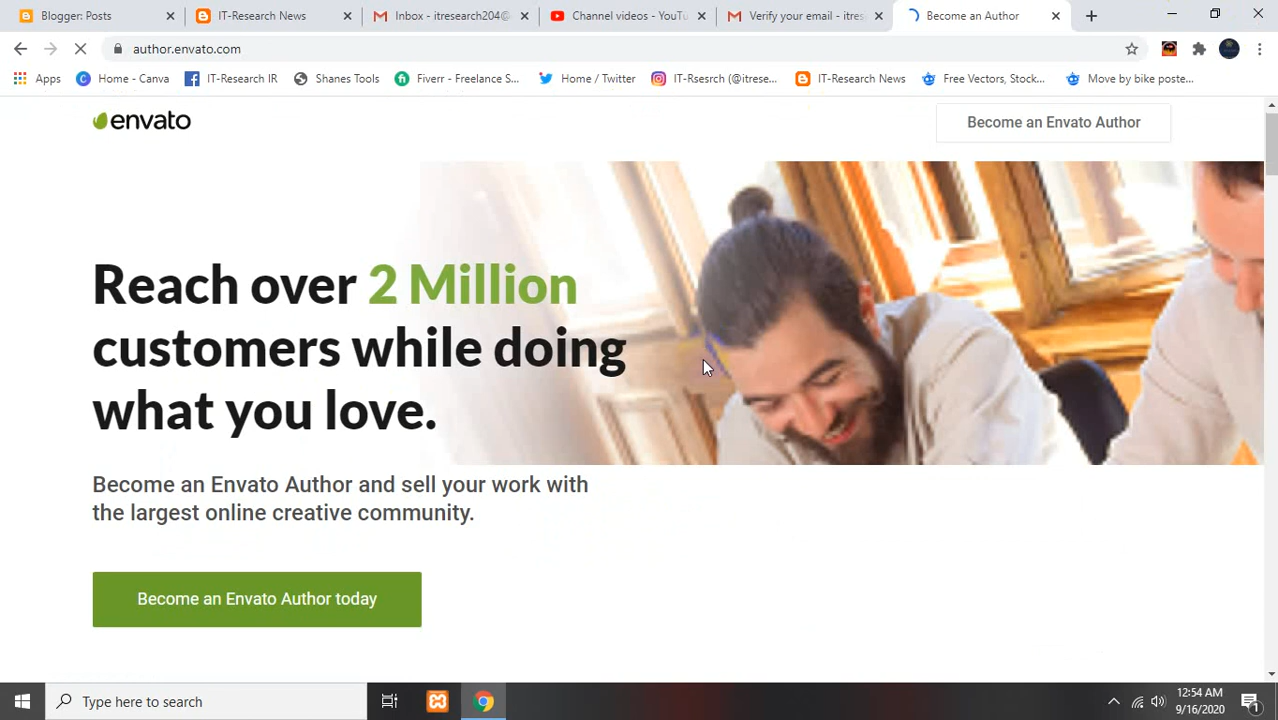 Blogger: Posts
IT-Research News
Inbox - itresearch204@
Channel videos - YouTu
Verify your email - itres
Become an Author
author.envato.com
Apps
Home - Canva
IT-Research IR
Shanes Tools
Fiverr - Freelance S...
Home / Twitter
IT-Rsesrch (@itrese...
IT-Research News
Free Vectors, Stock...
Move by bike poste...
envato
Become an Envato Author
Reach over 2 Million
customers while doing
what you love.
Become an Envato Author and sell your work with
the largest online creative community.
Become an Envato Author today
Type here to search
12:54 AM
9/16/2020
1